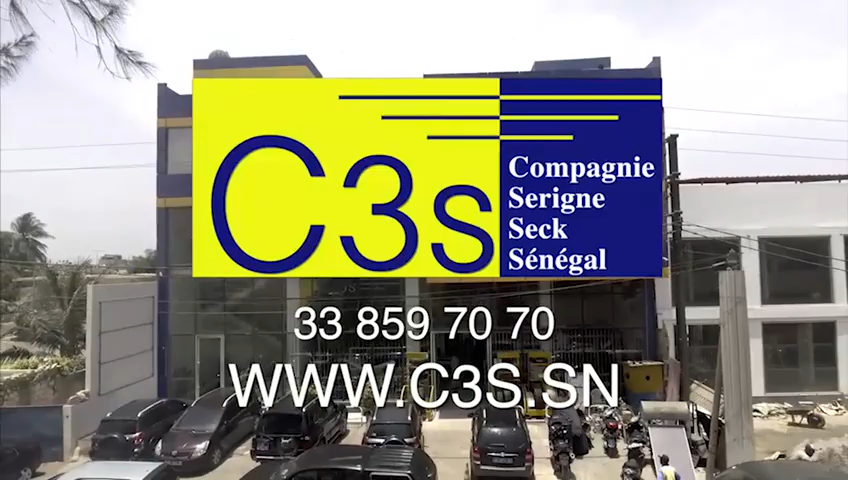 C3s
Compagnie
Serigne
Seck
Sénégal
33 859 70 70
WWW.C3S.SN